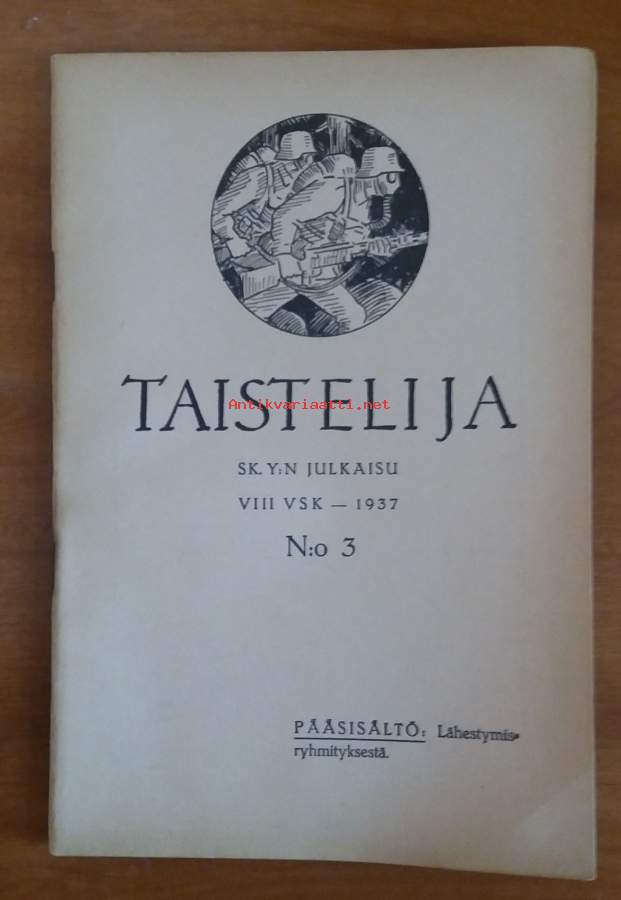 TAISTELIJA
Antikvariaatti.net
SK.Y:N JULKAISU
VIII VSK — 1937
N:o 3
PÄÄSISÄLTÖ: Lähestymis-
ryhmityksestä.